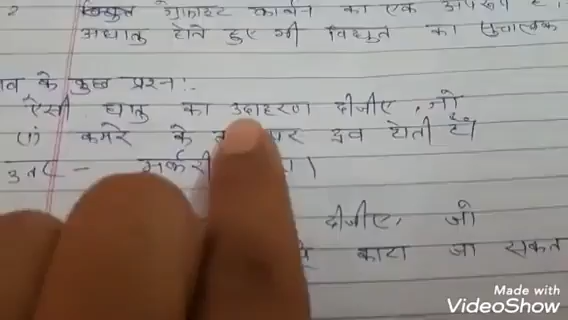 2 विद्युत ग्रेफाइट कार्बन का एक अपरूप है।
अधातु होते हुए भी विद्युत का सुचालक
के कुछ प्रश्न :-
ऐसी धातु का उदाहरण दीजीए, जो
(i) कमरे के पर द्रव होती है।
उत्तर - मर्करी
दीजीए, जो
काटा जा सकत
Made with
VideoShow